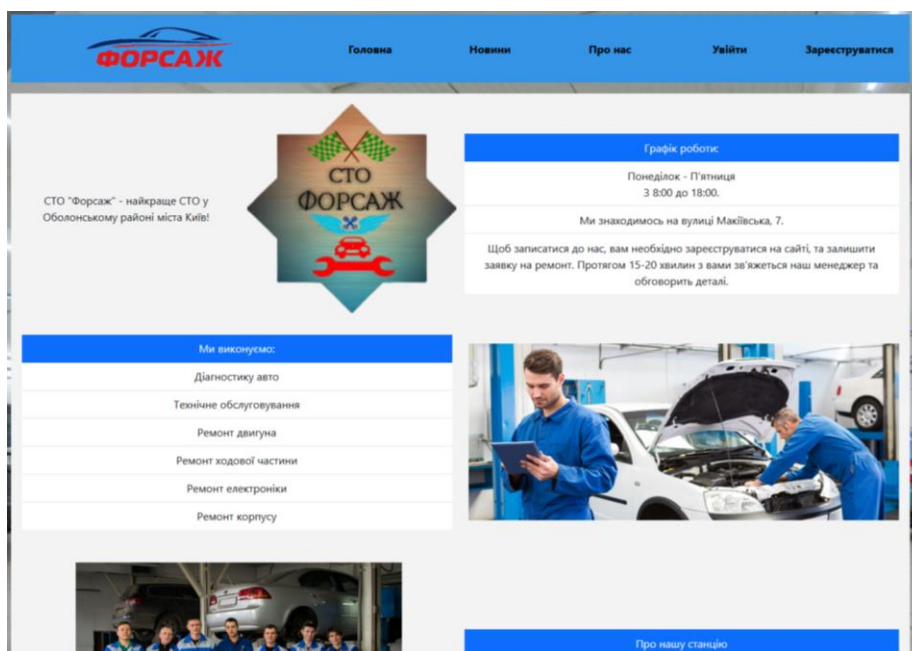 ФОРСАЖ
Головна
Новини
Про нас
Увійти
Зареєструватися
СТО "Форсаж" - найкраще СТО у
Оболонському районі міста Київ!
СТО
ФОРСАЖ
Графік роботи:
Понеділок - П'ятниця
З 8:00 до 18:00.
Ми знаходимось на вулиці Макіївська, 7.
Щоб записатися до нас, вам необхідно зареєструватися на сайті, та залишити
заявку на ремонт. Протягом 15-20 хвилин з вами зв'яжеться наш менеджер та
обговорить деталі.
Ми виконуємо:
Діагностику авто
Технічне обслуговування
Ремонт двигуна
Ремонт ходової частини
Ремонт електроніки
Ремонт корпусу
Про нашу станцію